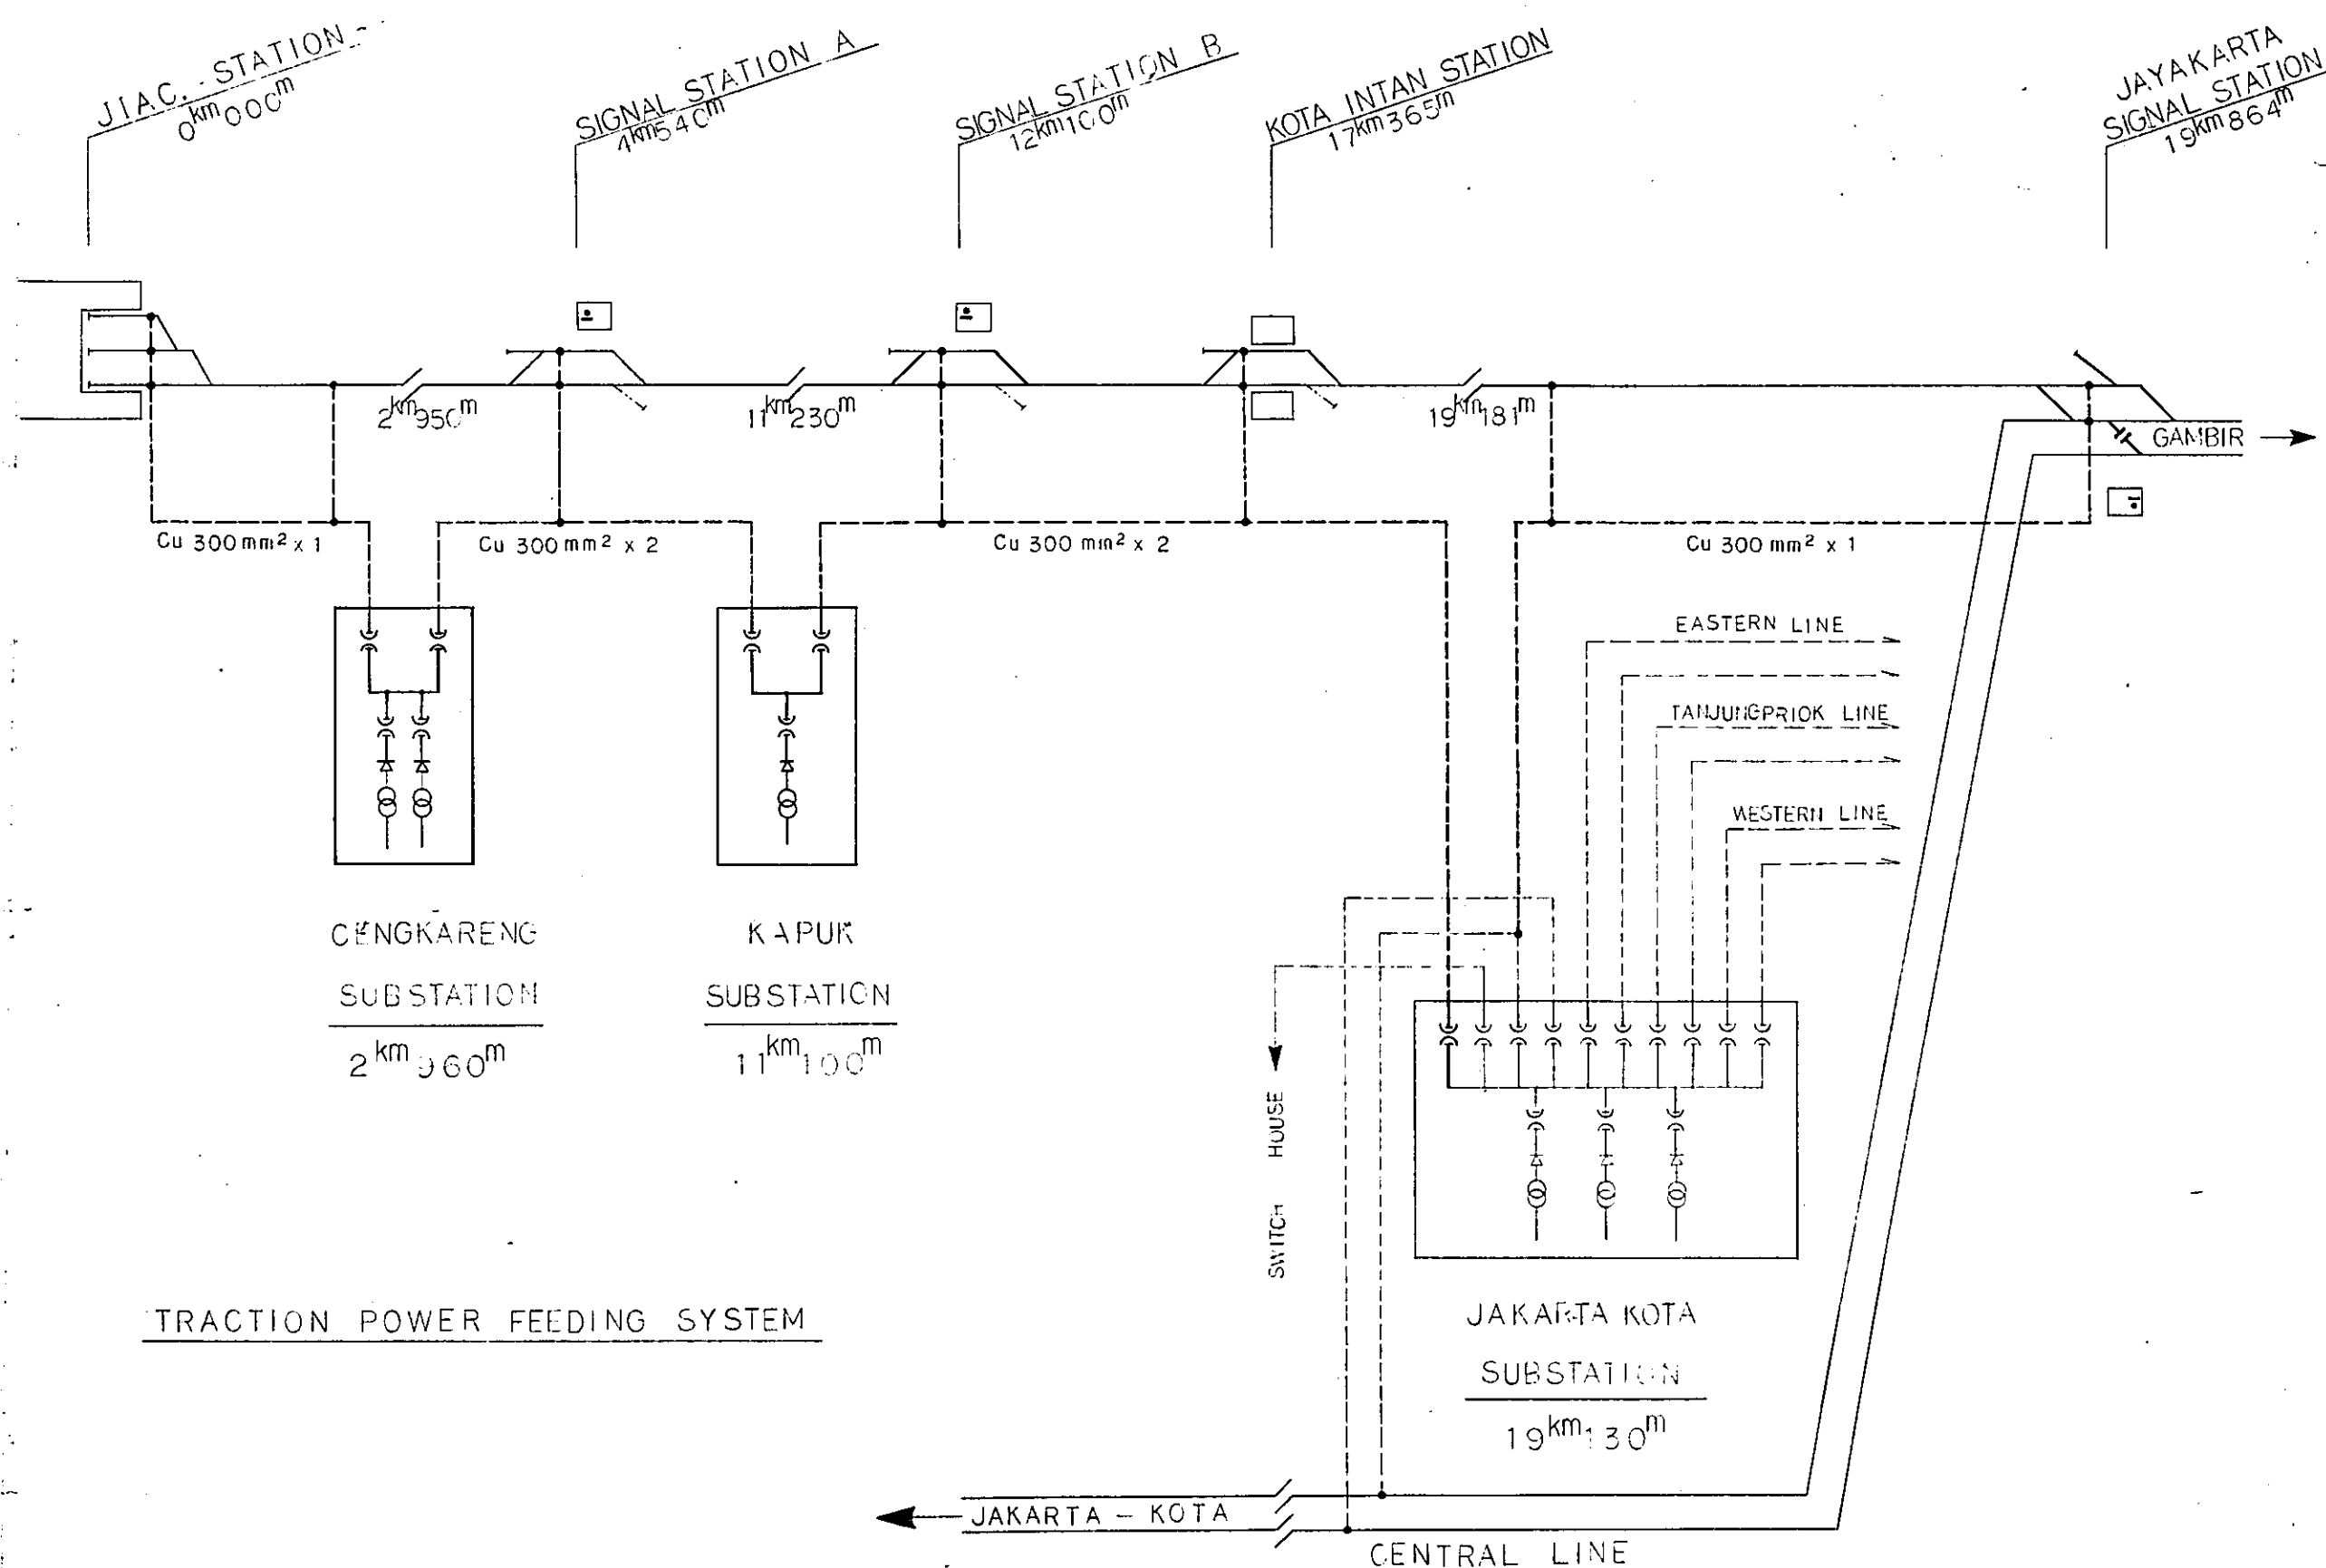 JIAC. STATION
0km000m
SIGNAL STATION A
4km540m
SIGNAL STATION B
12km100m
KOTA INTAN STATION
17km365m
JAYAKARTA
SIGNAL STATION
19km864m
2km950m
11km230m
19km181m
GAMBIR
Cu 300 mm² x 1
Cu 300 mm² x 2
Cu 300 mm² x 2
Cu 300 mm² x 1
EASTERN LINE
TANJUNGPRIOK LINE
WESTERN LINE
CENGKARENG
SUBSTATION
2km960m
KAPUK
SUBSTATION
11km100m
SWITCH HOUSE
JAKARTA KOTA
SUBSTATION
19km130m
TRACTION POWER FEEDING SYSTEM
JAKARTA – KOTA
CENTRAL LINE